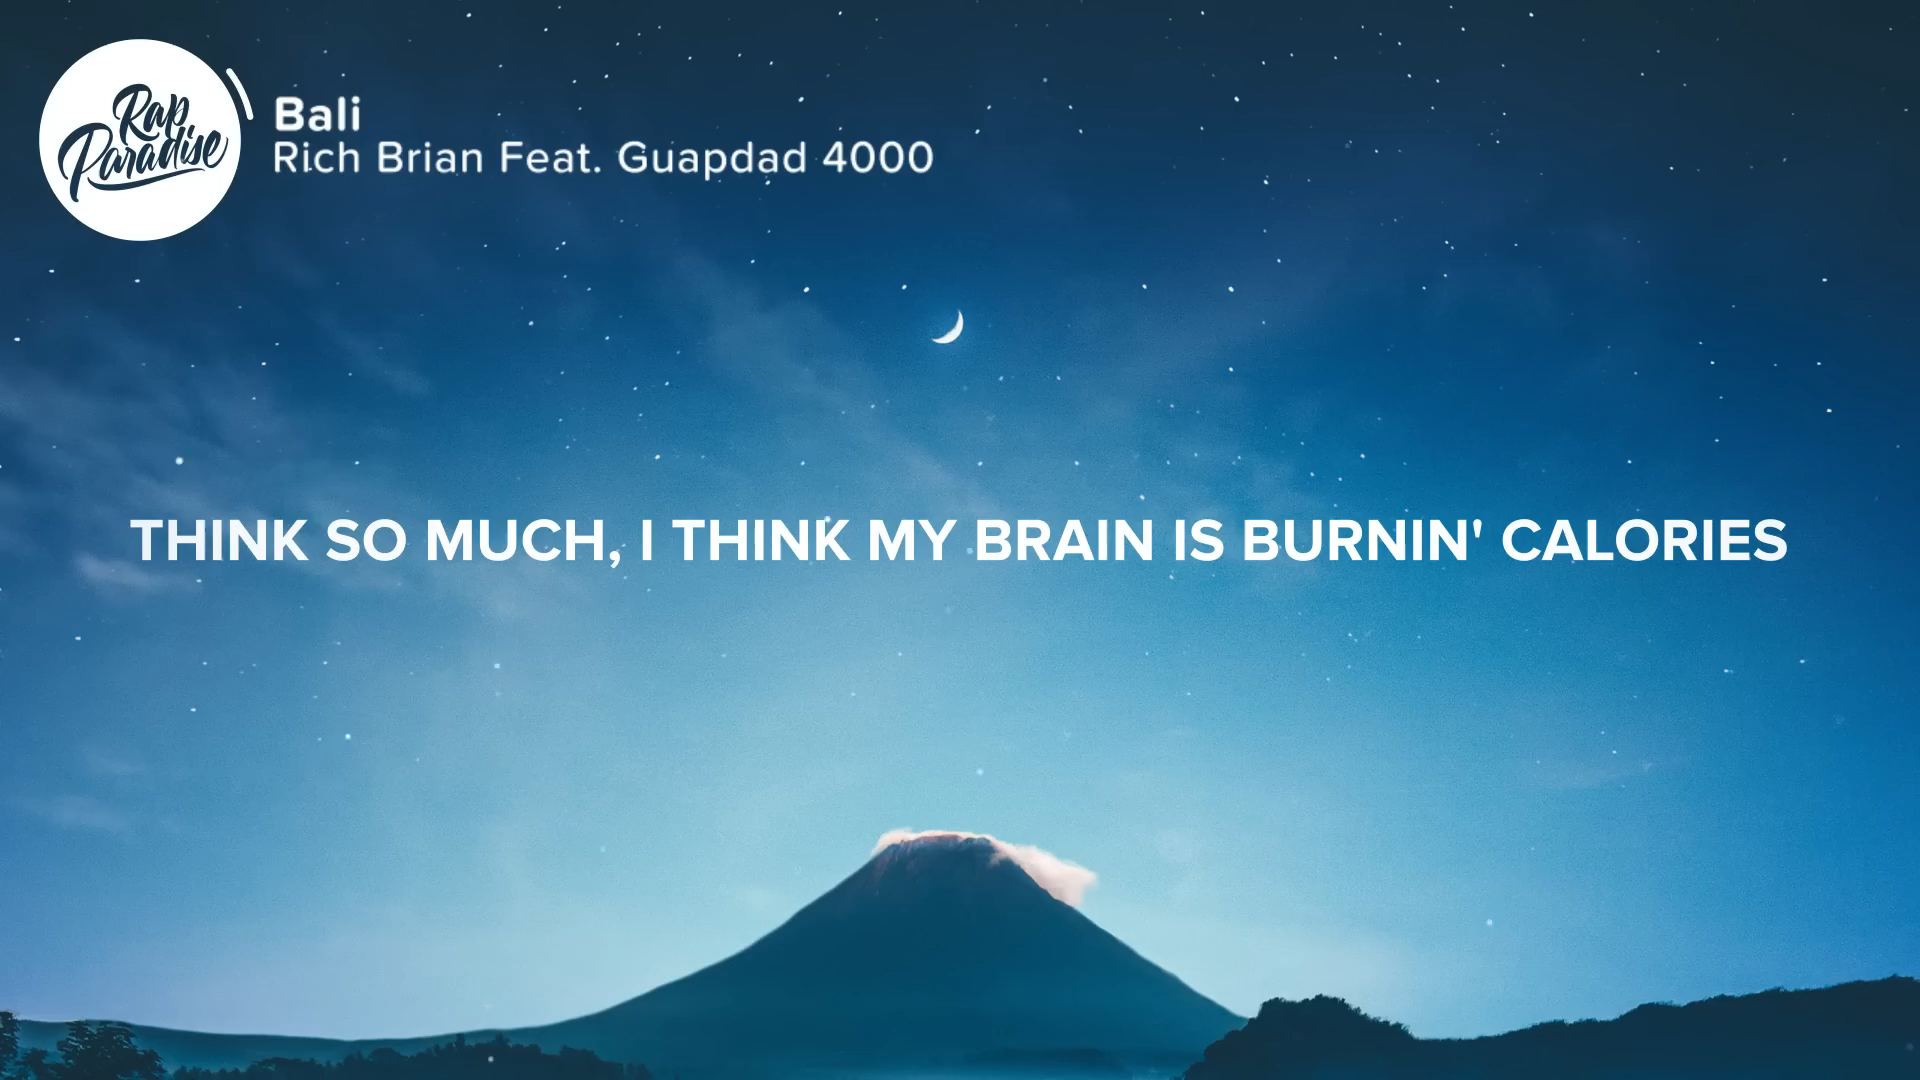 Rap
Paradise
Bali
Rich Brian Feat. Guapdad 4000
THINK SO MUCH, I THINK MY BRAIN IS BURNIN' CALORIES